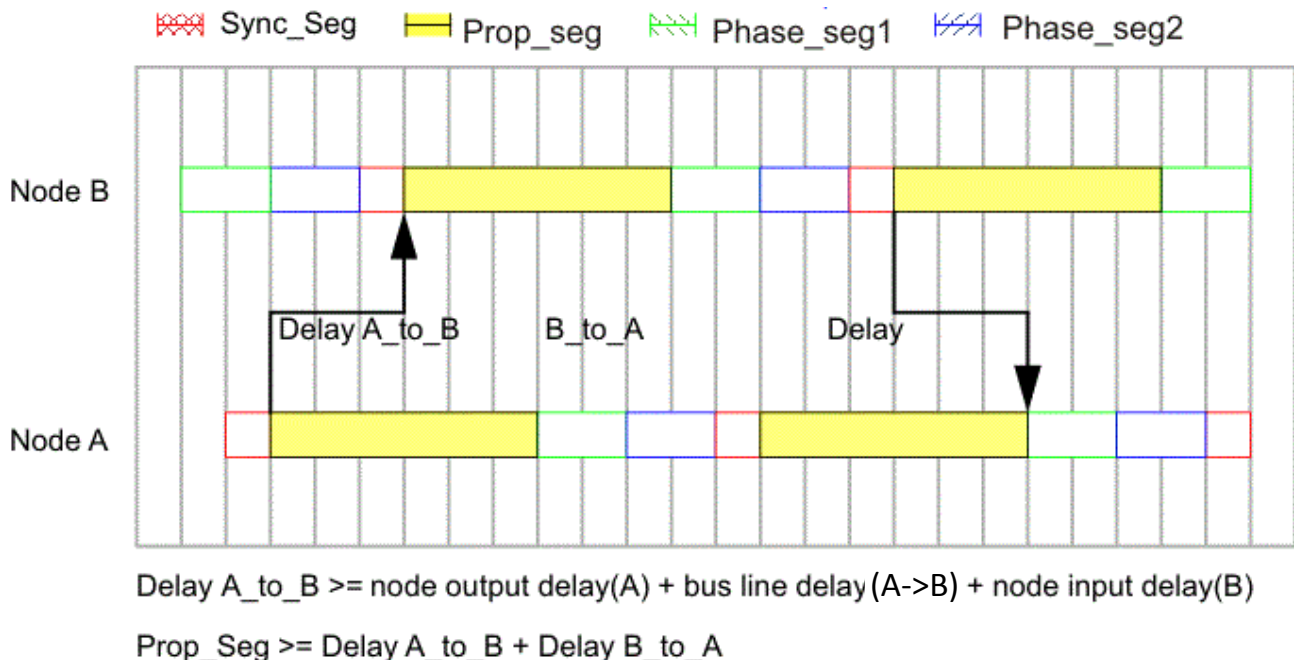 Sync_Seg Prop_seg Phase_seg1 Phase_seg2
Node B
Delay A_to_B B_to_A Delay
Node A
Delay A_to_B >= node output delay(A) + bus line delay(A->B) + node input delay(B)
Prop_Seg >= Delay A_to_B + Delay B_to_A